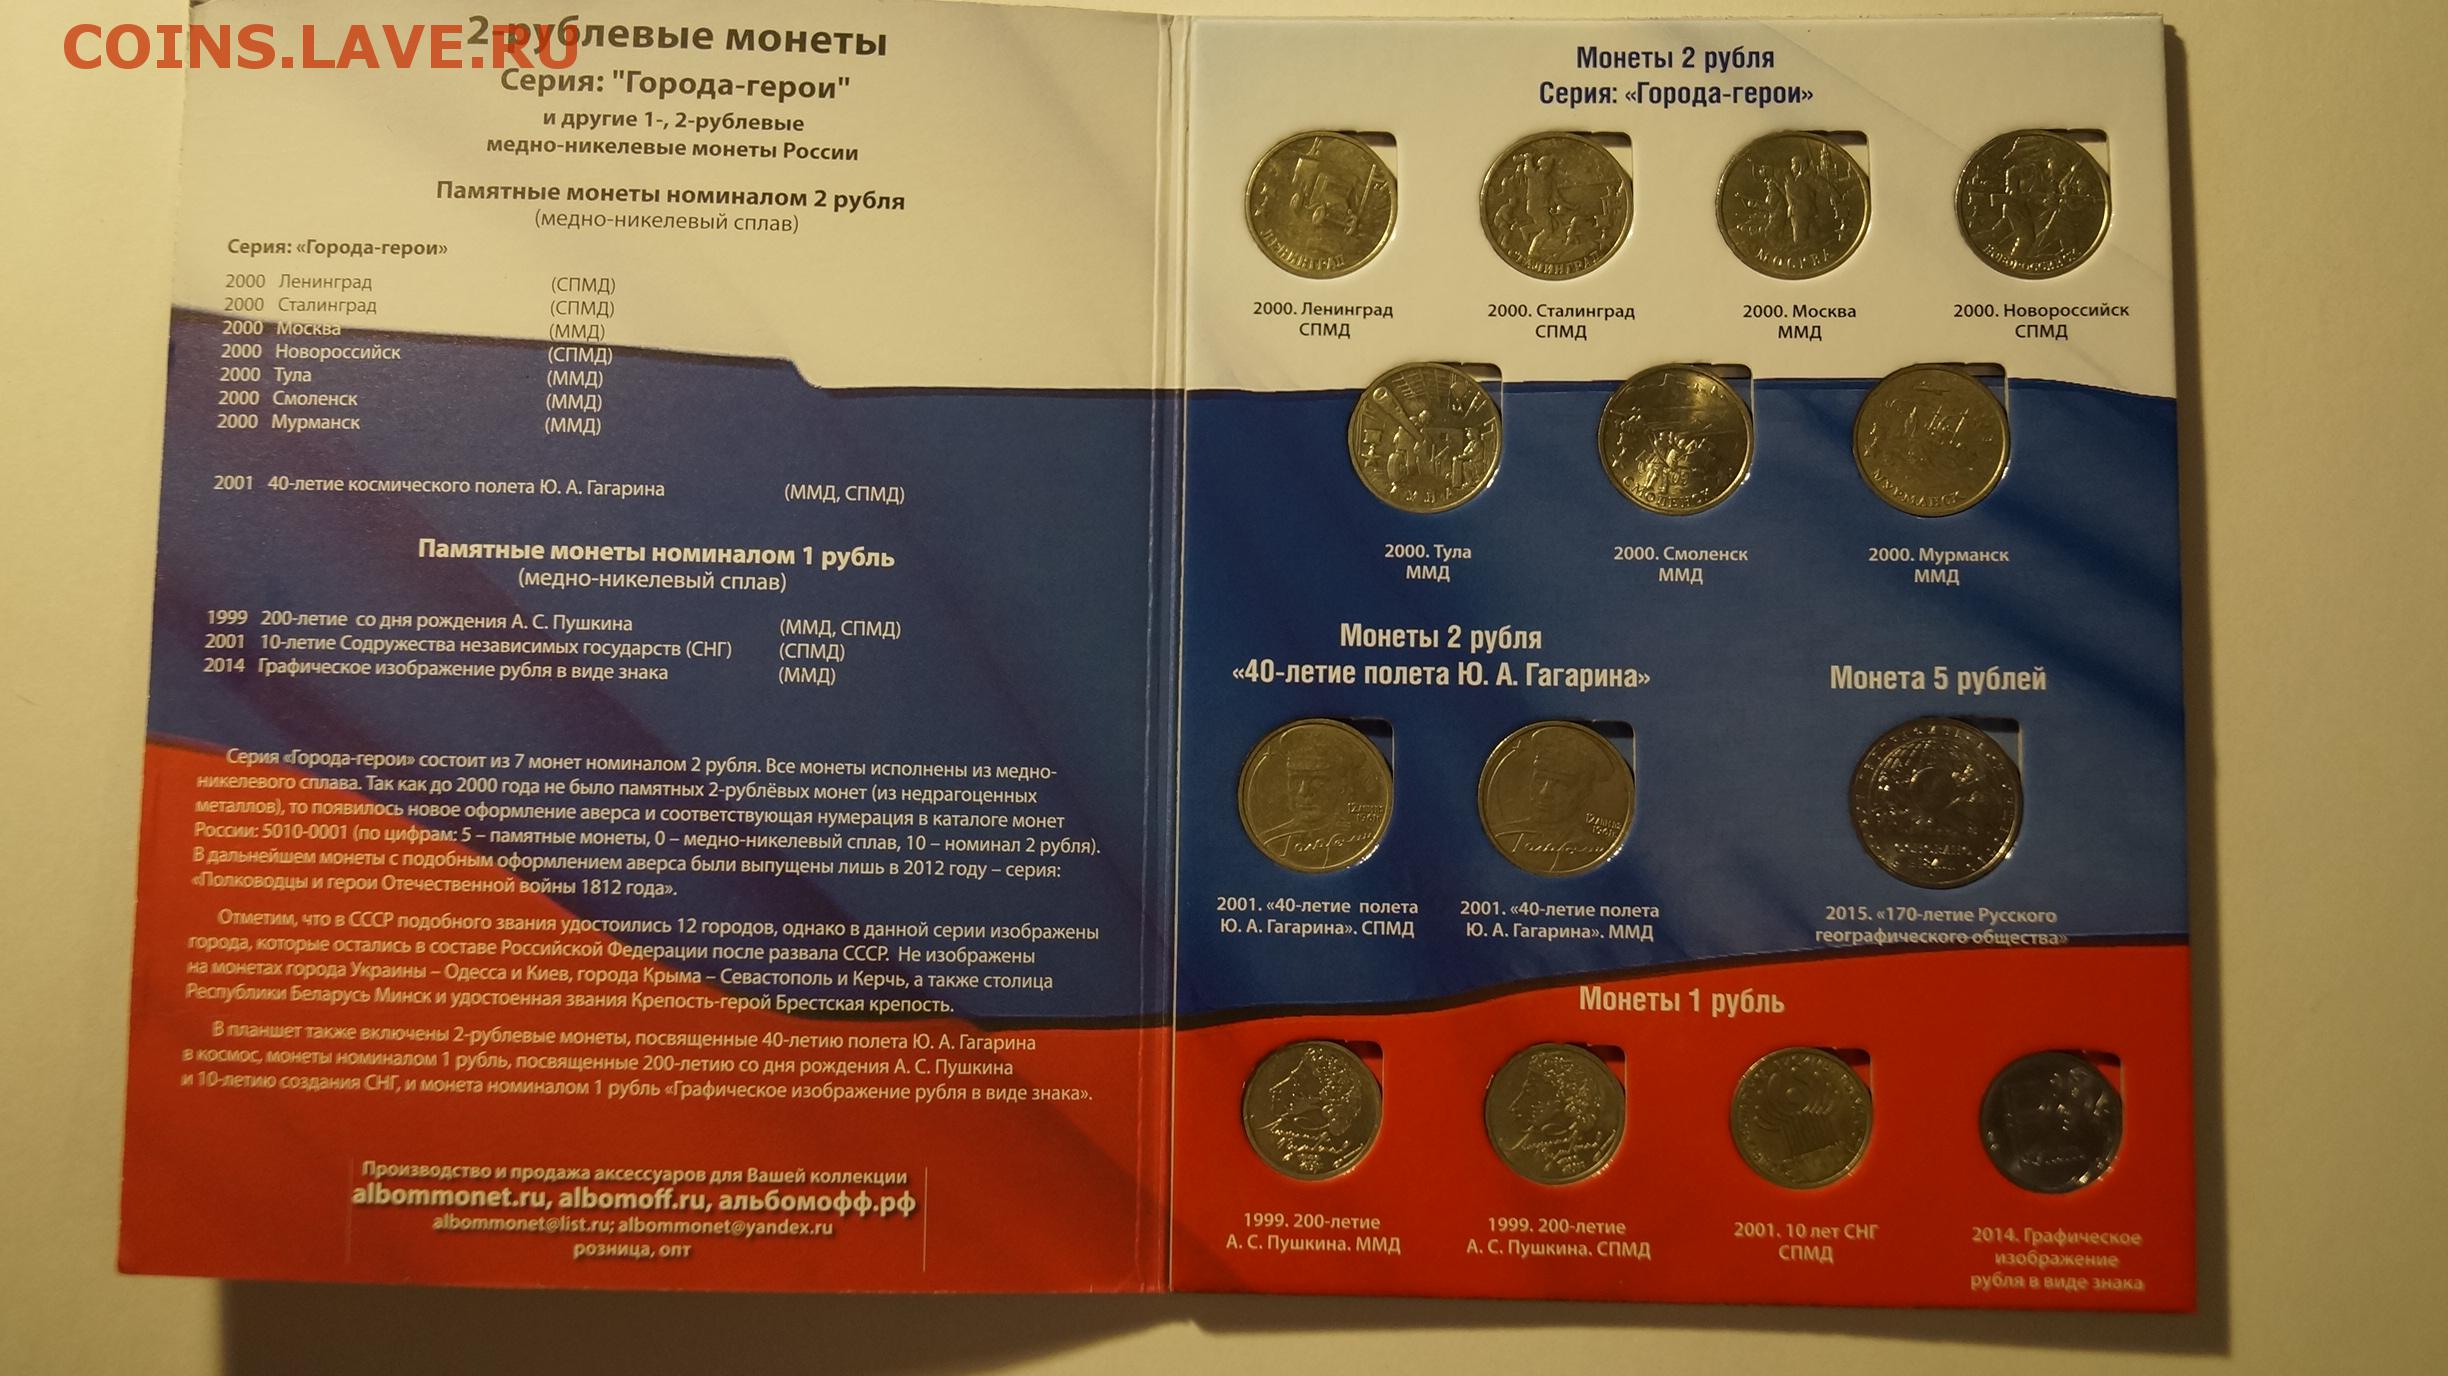 COINS.LAVE.RU
2-рублевые монеты
Серия: "Города-герои"
и другие 1-, 2-рублевые
медно-никелевые монеты России
Памятные монеты номиналом 2 рубля
(медно-никелевый сплав)
Серия: «Города-герои»
2000 Ленинград (СПМД)
2000 Сталинград (СПМД)
2000 Москва (ММД)
2000 Новороссийск (СПМД)
2000 Тула (ММД)
2000 Смоленск (ММД)
2000 Мурманск (ММД)
2001 40-летие космического полета Ю. А. Гагарина (ММД, СПМД)
Памятные монеты номиналом 1 рубль
(медно-никелевый сплав)
1999 200-летие со дня рождения А. С. Пушкина (ММД, СПМД)
2001 10-летие Содружества независимых государств (СНГ) (СПМД)
2014 Графическое изображение рубля в виде знака (ММД)
Серия «Города-герои» состоит из 7 монет номиналом 2 рубля. Все монеты исполнены из медно-
никелевого сплава. Так как до 2000 года не было памятных 2-рублёвых монет (из недрагоценных
металлов), то появилось новое оформление аверса и соответствующая нумерация в каталоге монет
России: 5010-0001 (по цифрам: 5 – памятные монеты, 0 – медно-никелевый сплав, 10 – номинал 2 рубля).
В дальнейшем монеты с подобным оформлением аверса были выпущены лишь в 2012 году – серия:
«Полководцы и герои Отечественной войны 1812 года».
Отметим, что в СССР подобного звания удостоились 12 городов, однако в данной серии изображены
города, которые остались в составе Российской Федерации после развала СССР. Не изображены
на монетах города Украины – Одесса и Киев, города Крыма – Севастополь и Керчь, а также столица
Республики Беларусь Минск и удостоенная звания Крепость-герой Брестская крепость.
В планшет также включены 2-рублевые монеты, посвященные 40-летию полета Ю. А. Гагарина
в космос, монеты номиналом 1 рубль, посвященные 200-летию со дня рождения А. С. Пушкина
и 10-летию создания СНГ, и монета номиналом 1 рубль «Графическое изображение рубля в виде знака».
Производство и продажа аксессуаров для Вашей коллекции
albommonet.ru, albomoff.ru, альбомофф.рф
albommonet@list.ru; albommonet@yandex.ru
розница, опт
Монеты 2 рубля
Серия: «Города-герои»
ЛЕНИНГРАД
СТАЛИНГРАД
МОСКВА
НОВОРОССИЙСК
2000. Ленинград
СПМД
2000. Сталинград
СПМД
2000. Москва
ММД
2000. Новороссийск
СПМД
ТУЛА
СМОЛЕНСК
МУРМАНСК
2000. Тула
ММД
2000. Смоленск
ММД
2000. Мурманск
ММД
Монеты 2 рубля
«40-летие полета Ю. А. Гагарина»
Монета 5 рублей
2001. «40-летие полета
Ю. А. Гагарина». СПМД
2001. «40-летие полета
Ю. А. Гагарина». ММД
2015. «170-летие Русского
географического общества»
Монеты 1 рубль
1999. 200-летие
А. С. Пушкина. ММД
1999. 200-летие
А. С. Пушкина. СПМД
2001. 10 лет СНГ
СПМД
2014. Графическое
изображение
рубля в виде знака